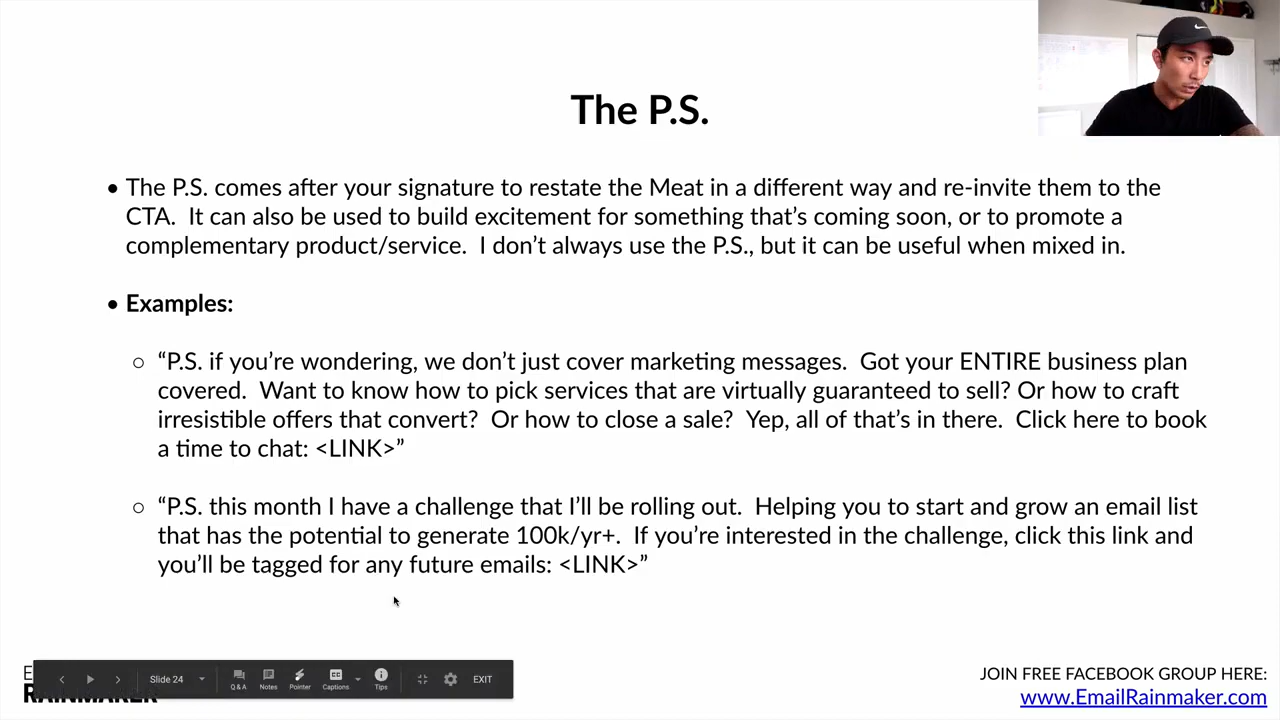 The P.S.
• The P.S. comes after your signature to restate the Meat in a different way and re-invite them to the
CTA.  It can also be used to build excitement for something that’s coming soon, or to promote a
complementary product/service.  I don’t always use the P.S., but it can be useful when mixed in.
• Examples:
○ “P.S. if you’re wondering, we don’t just cover marketing messages.  Got your ENTIRE business plan
covered.  Want to know how to pick services that are virtually guaranteed to sell? Or how to craft
irresistible offers that convert?  Or how to close a sale?  Yep, all of that’s in there.  Click here to book
a time to chat: <LINK>”
○ “P.S. this month I have a challenge that I’ll be rolling out.  Helping you to start and grow an email list
that has the potential to generate 100k/yr+.  If you’re interested in the challenge, click this link and
you’ll be tagged for any future emails: <LINK>”
Slide 24
Q & A
Notes
Pointer
Captions
Tips
EXIT
RAINMAKER
JOIN FREE FACEBOOK GROUP HERE:
www.EmailRainmaker.com